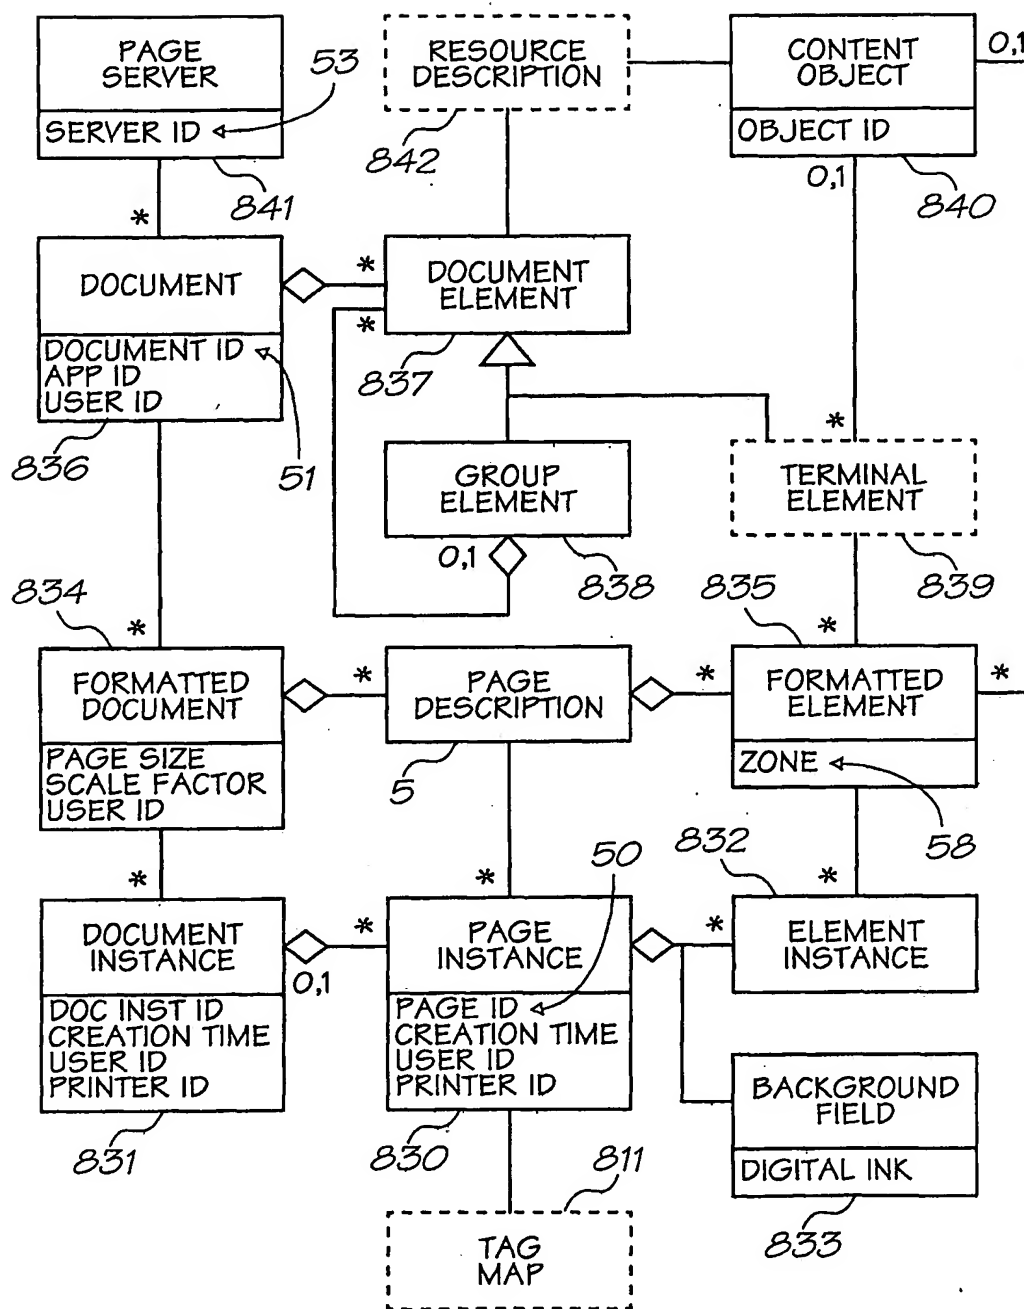 PAGE
SERVER
53
SERVER ID
841
*
RESOURCE
DESCRIPTION
842
CONTENT
OBJECT
0,1
OBJECT ID
0,1
840
DOCUMENT
DOCUMENT ID
APP ID
USER ID
836
51
*
*
DOCUMENT
ELEMENT
837
GROUP
ELEMENT
0,1
838
*
TERMINAL
ELEMENT
839
834
*
FORMATTED
DOCUMENT
PAGE SIZE
SCALE FACTOR
USER ID
*
PAGE
DESCRIPTION
5
835
*
*
FORMATTED
ELEMENT
*
ZONE
58
*
DOCUMENT
INSTANCE
0,1
DOC INST ID
CREATION TIME
USER ID
PRINTER ID
831
*
50
*
PAGE
INSTANCE
PAGE ID
CREATION TIME
USER ID
PRINTER ID
830
832
*
*
ELEMENT
INSTANCE
BACKGROUND
FIELD
DIGITAL INK
833
811
TAG
MAP